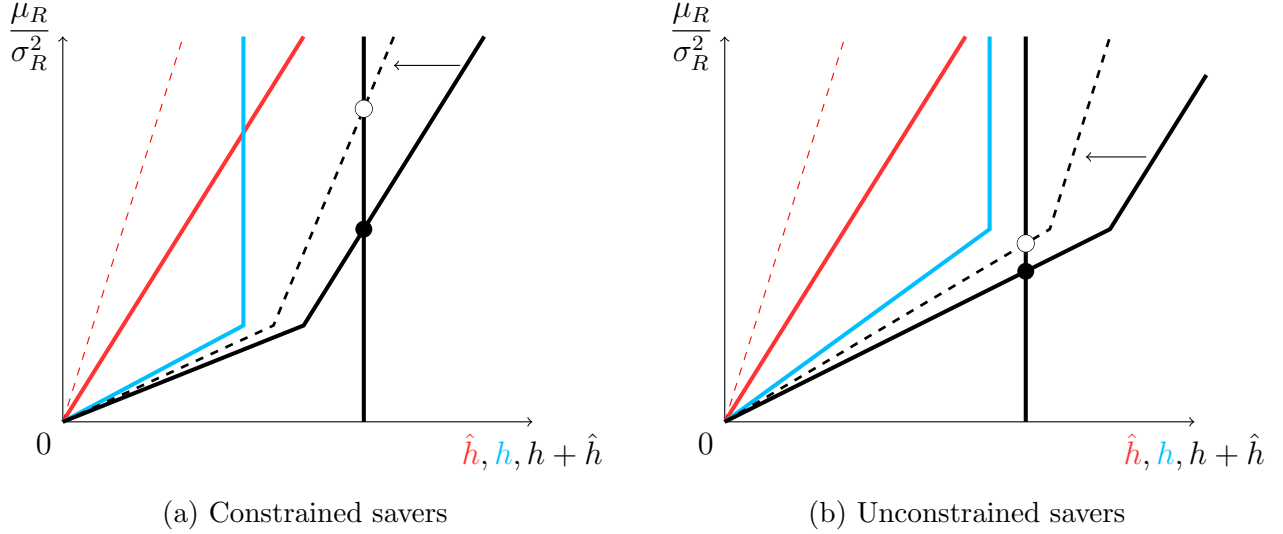 μ_R
σ_R^2
0
ĥ, h, h + ĥ
(a) Constrained savers
μ_R
σ_R^2
0
ĥ, h, h + ĥ
(b) Unconstrained savers